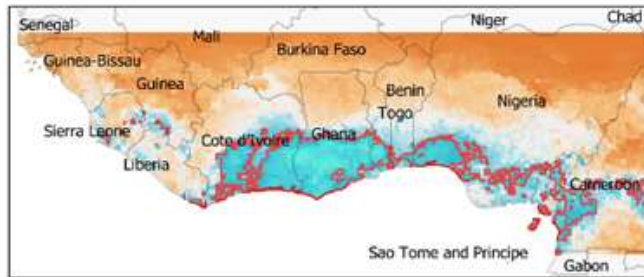 Senegal
Niger
Chad
Mali
Burkina Faso
Guinea-Bissau
Guinea
Benin
Nigeria
Togo
Sierra Leone
Cote d'Ivoire
Ghana
Liberia
Cameroon
Sao Tome and Principe
Gabon